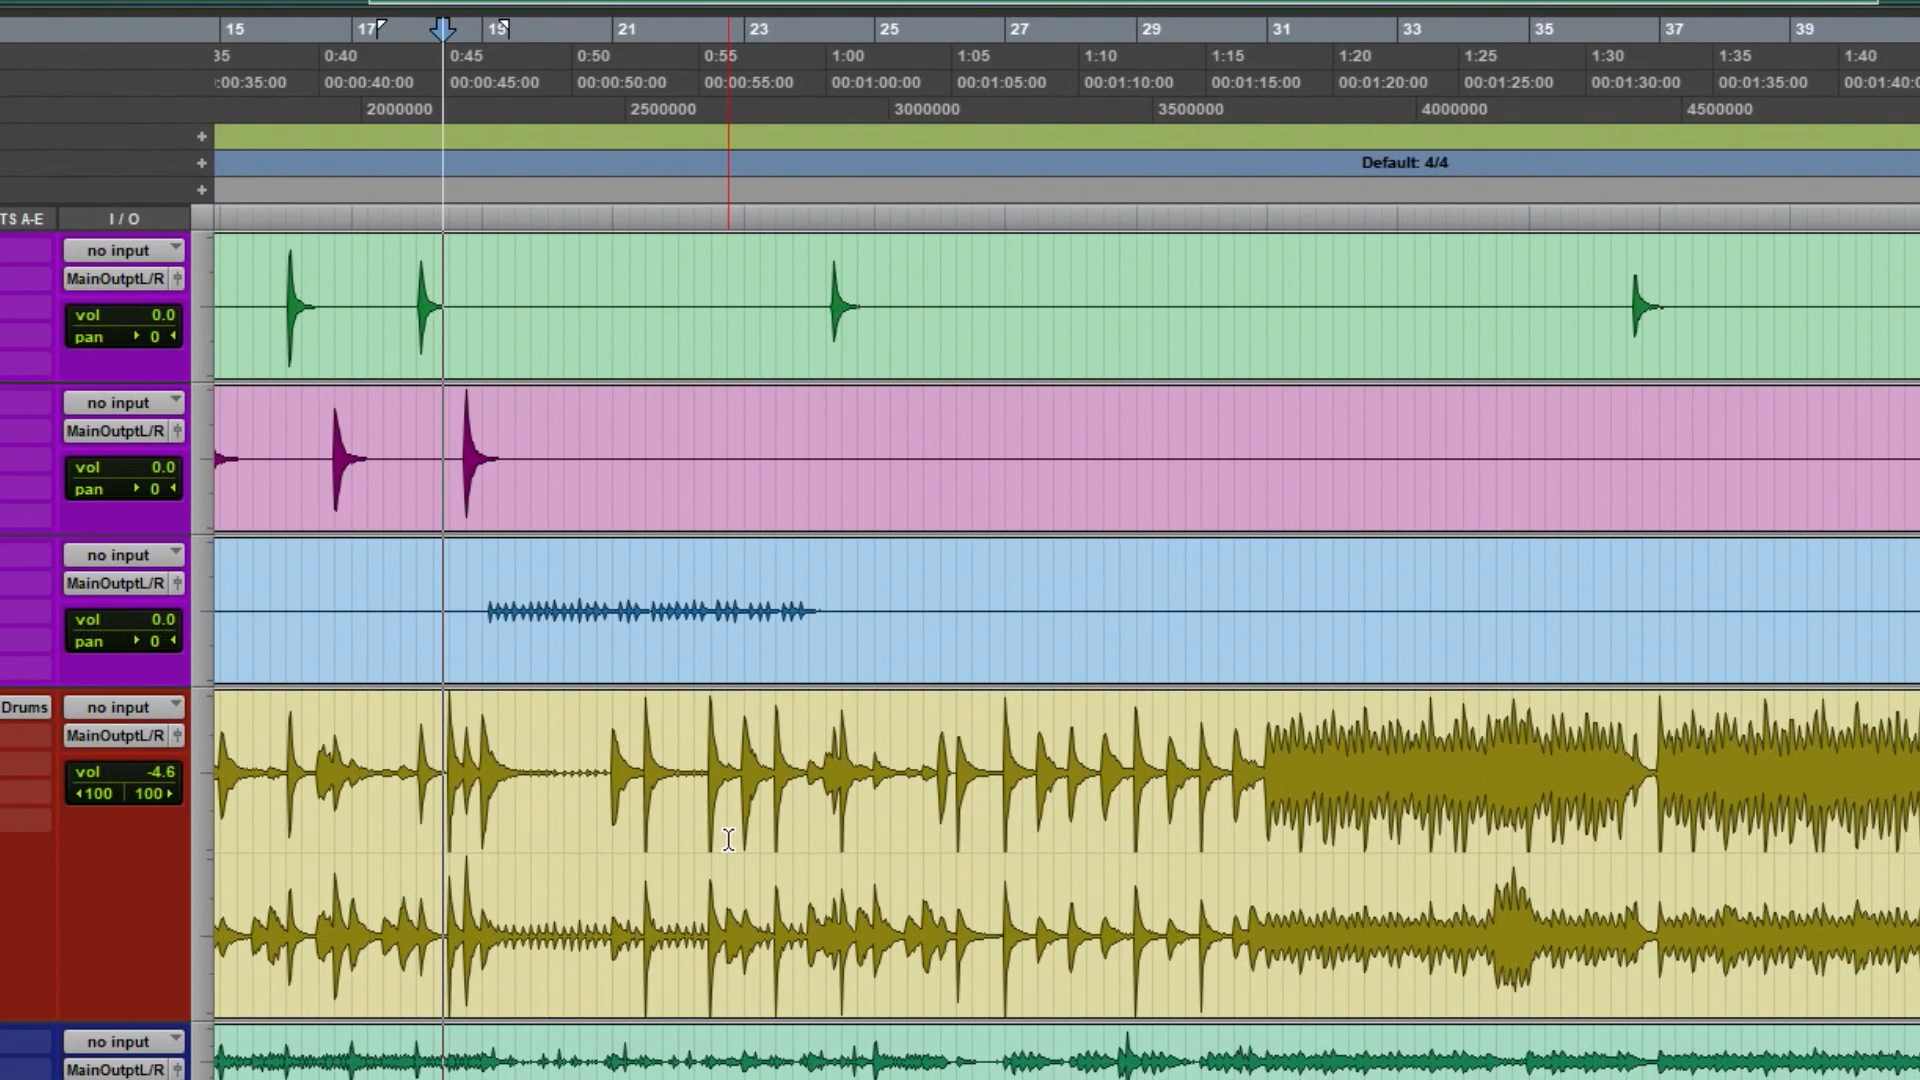 15 17 19 21 23 25 27 29 31 33 35 37 39
35 0:40 0:45 0:50 0:55 1:00 1:05 1:10 1:15 1:20 1:25 1:30 1:35 1:40
:00:35:00 00:00:40:00 00:00:45:00 00:00:50:00 00:00:55:00 00:01:00:00 00:01:05:00 00:01:10:00 00:01:15:00 00:01:20:00 00:01:25:00 00:01:30:00 00:01:35:00 00:01:40:0
2000000 2500000 3000000 3500000 4000000 4500000
+
+ Default: 4/4
+
TS A-E I / O
no input
MainOutptL/R
vol 0.0
pan 0
no input
MainOutptL/R
vol 0.0
pan 0
no input
MainOutptL/R
vol 0.0
pan 0
Drums no input
MainOutptL/R
vol -4.6
100 100
no input
MainOutptL/R